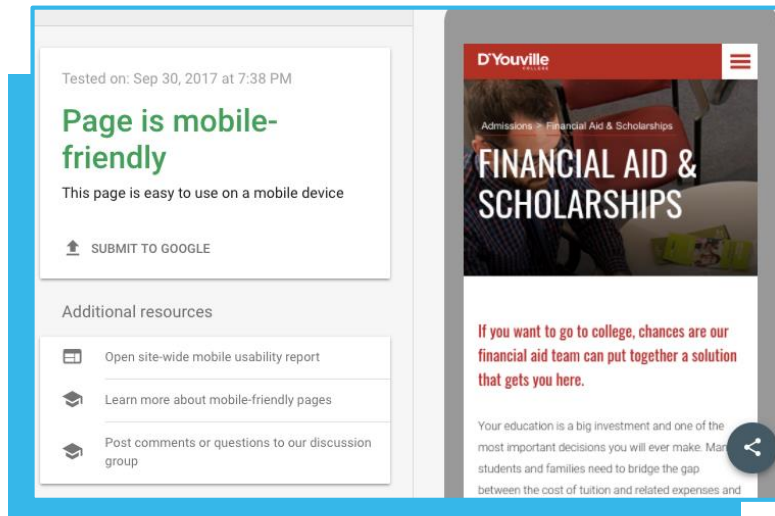 Tested on: Sep 30, 2017 at 7:38 PM
Page is mobile-
friendly
This page is easy to use on a mobile device
SUBMIT TO GOOGLE
Additional resources
Open site-wide mobile usability report
Learn more about mobile-friendly pages
Post comments or questions to our discussion
group
D'Youville
COLLEGE
Admissions > Financial Aid & Scholarships
FINANCIAL AID &
SCHOLARSHIPS
If you want to go to college, chances are our
financial aid team can put together a solution
that gets you here.
Your education is a big investment and one of the
most important decisions you will ever make.
students and families need to bridge the gap
between the cost of tuition and related expenses and